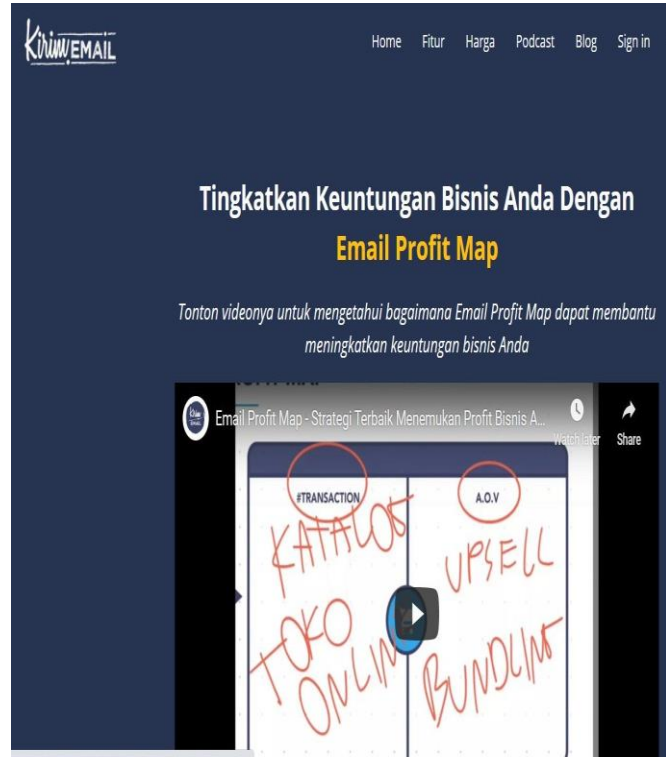 Kirim.EMAIL
Home Fitur Harga Podcast Blog Sign in
Tingkatkan Keuntungan Bisnis Anda Dengan
Email Profit Map
Tonton videonya untuk mengetahui bagaimana Email Profit Map dapat membantu
meningkatkan keuntungan bisnis Anda
Email Profit Map - Strategi Terbaik Menemukan Profit Bisnis A...
Watch later Share
#TRANSACTION A.O.V
KATALOG UPSELL
TOKO
ONLINE BUNDLING